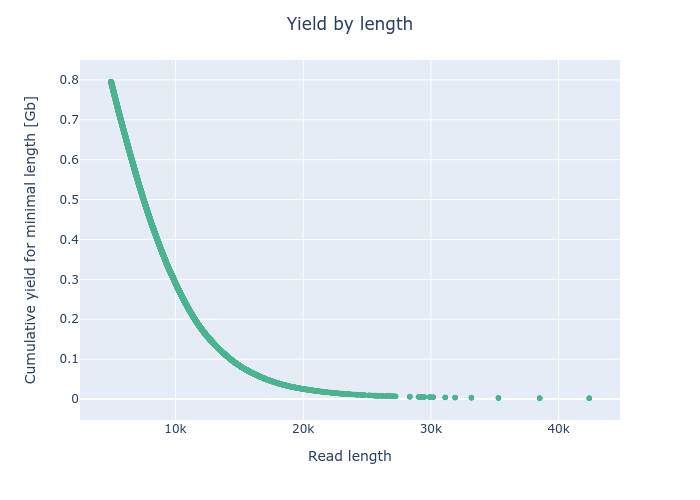 Yield by length
Cumulative yield for minimal length [Gb]
0.8
0.7
0.6
0.5
0.4
0.3
0.2
0.1
0
10k
20k
30k
40k
Read length